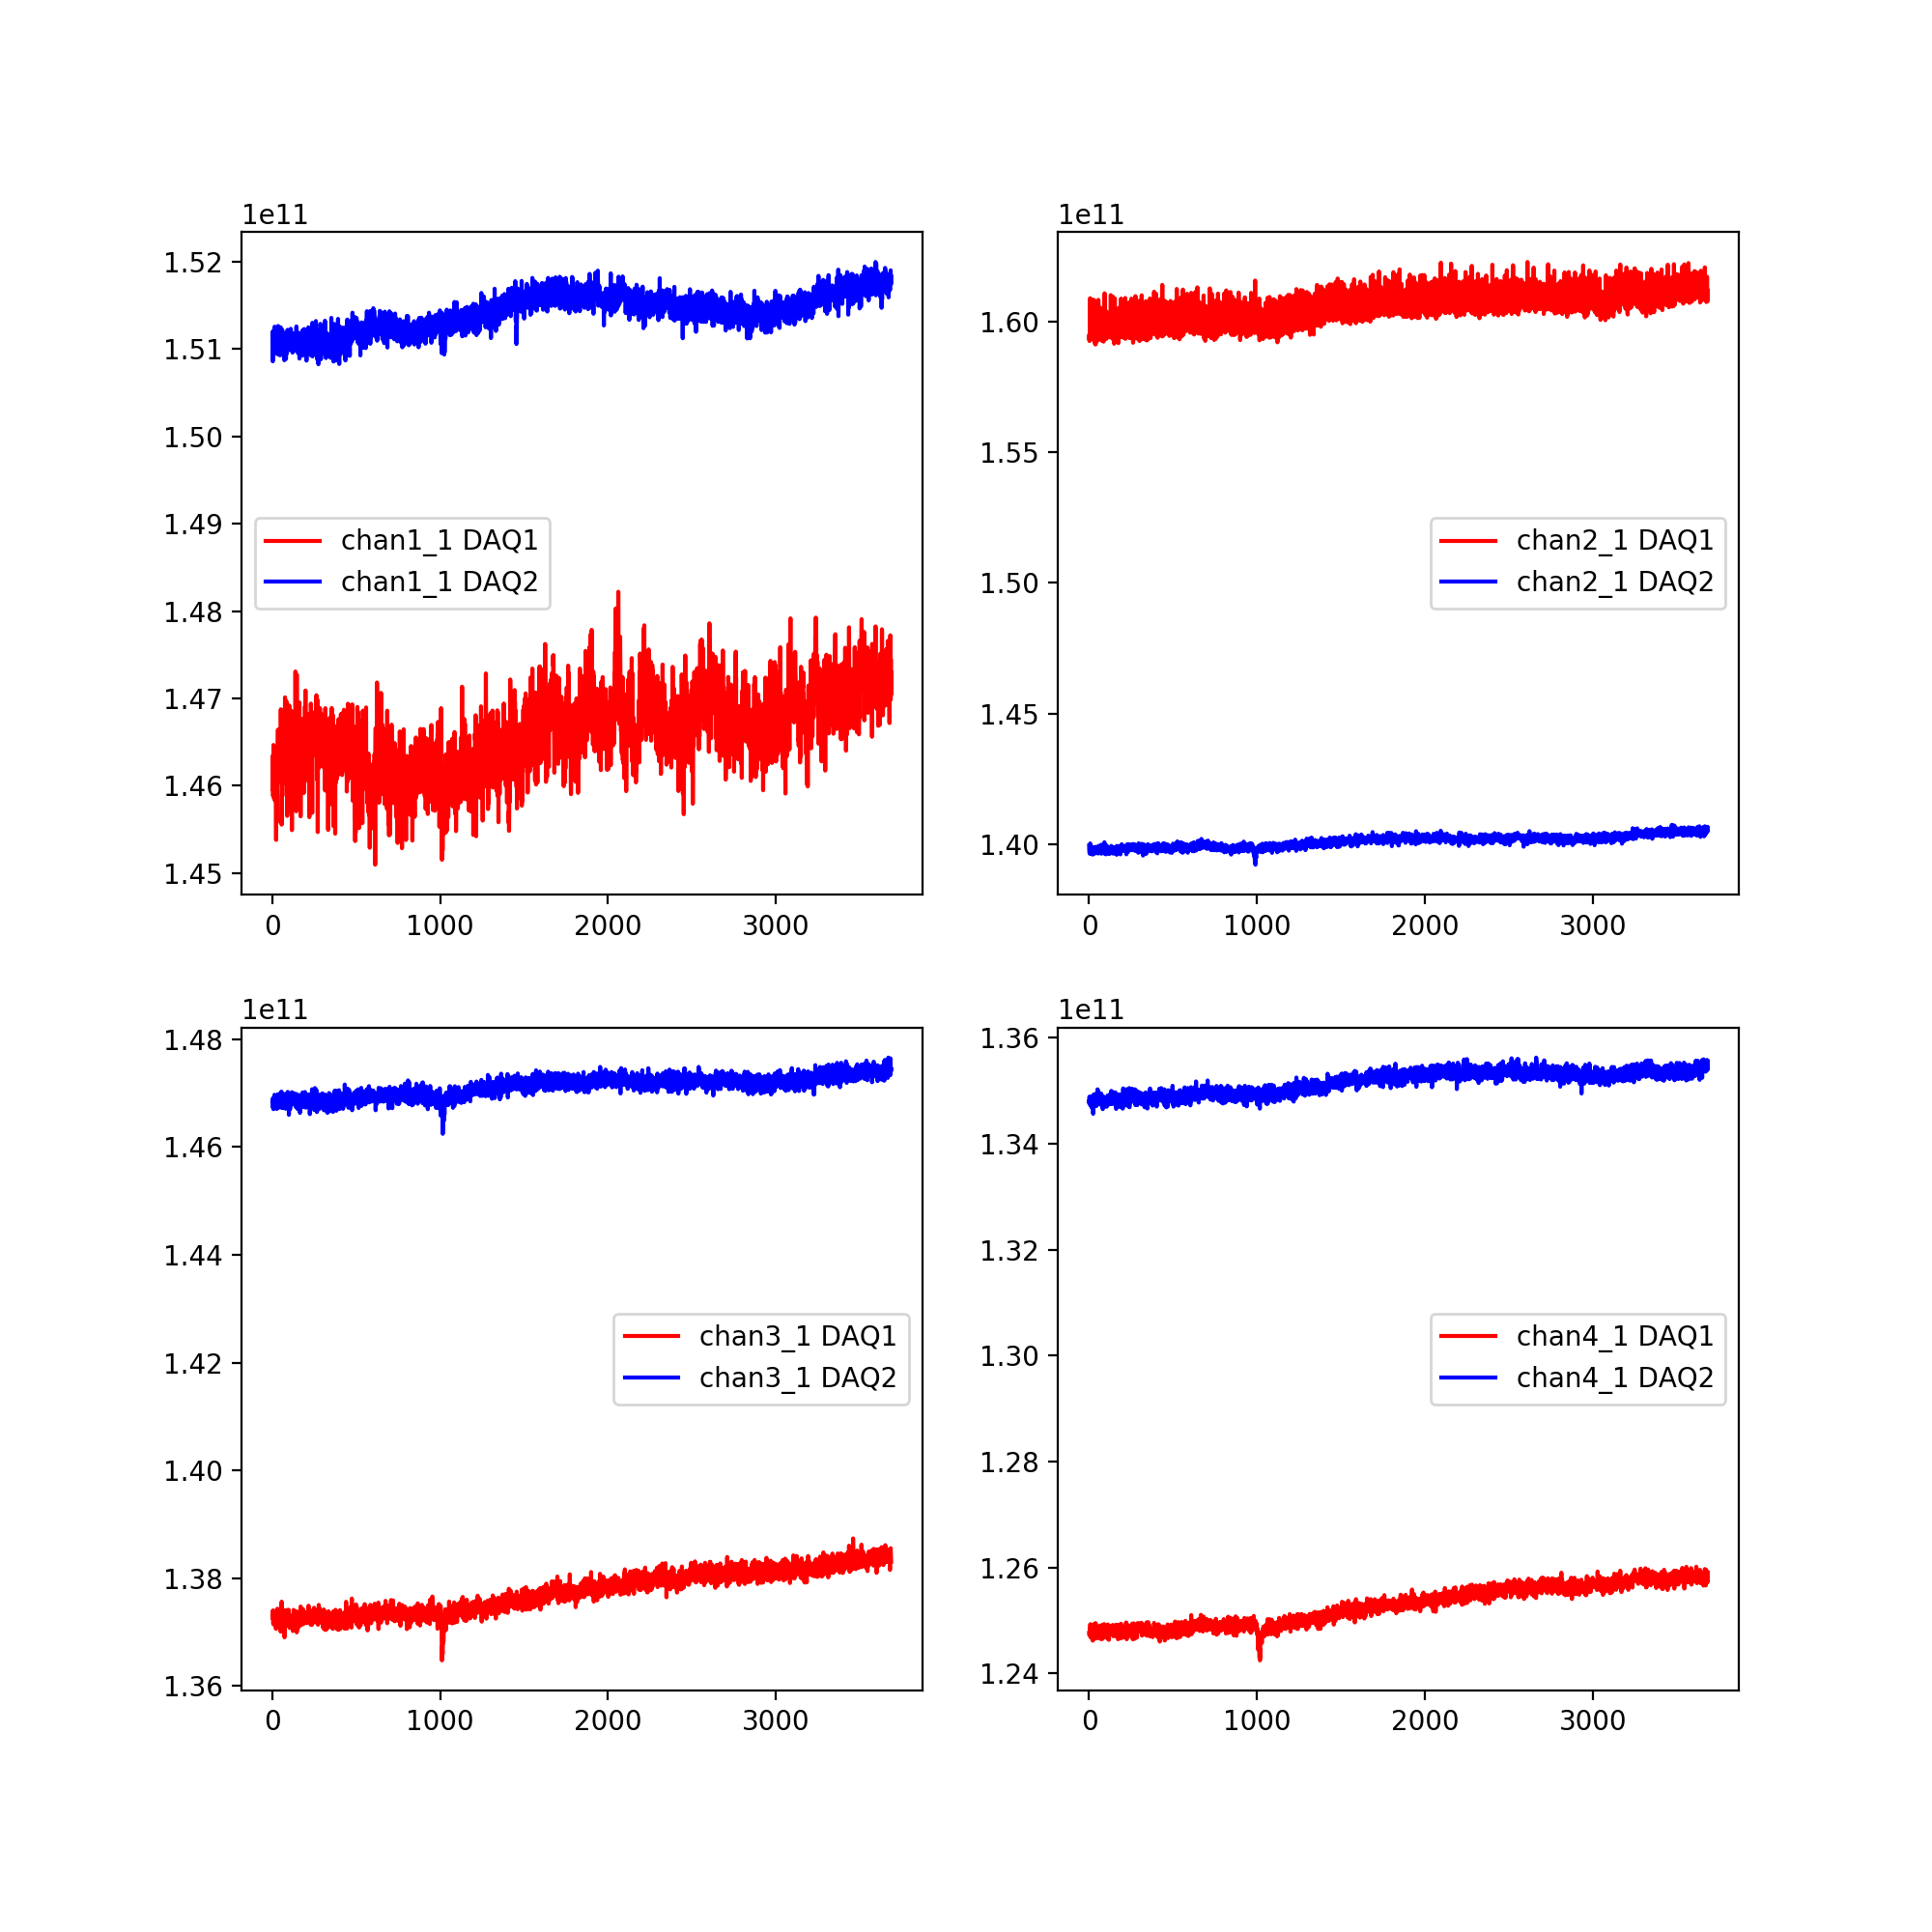 1e11
1.52
1.51
1.50
1.49
1.48
1.47
1.46
1.45
chan1_1 DAQ1
chan1_1 DAQ2
0 1000 2000 3000
1e11
1.60
1.55
1.50
1.45
1.40
chan2_1 DAQ1
chan2_1 DAQ2
0 1000 2000 3000
1e11
1.48
1.46
1.44
1.42
1.40
1.38
1.36
chan3_1 DAQ1
chan3_1 DAQ2
0 1000 2000 3000
1e11
1.36
1.34
1.32
1.30
1.28
1.26
1.24
chan4_1 DAQ1
chan4_1 DAQ2
0 1000 2000 3000